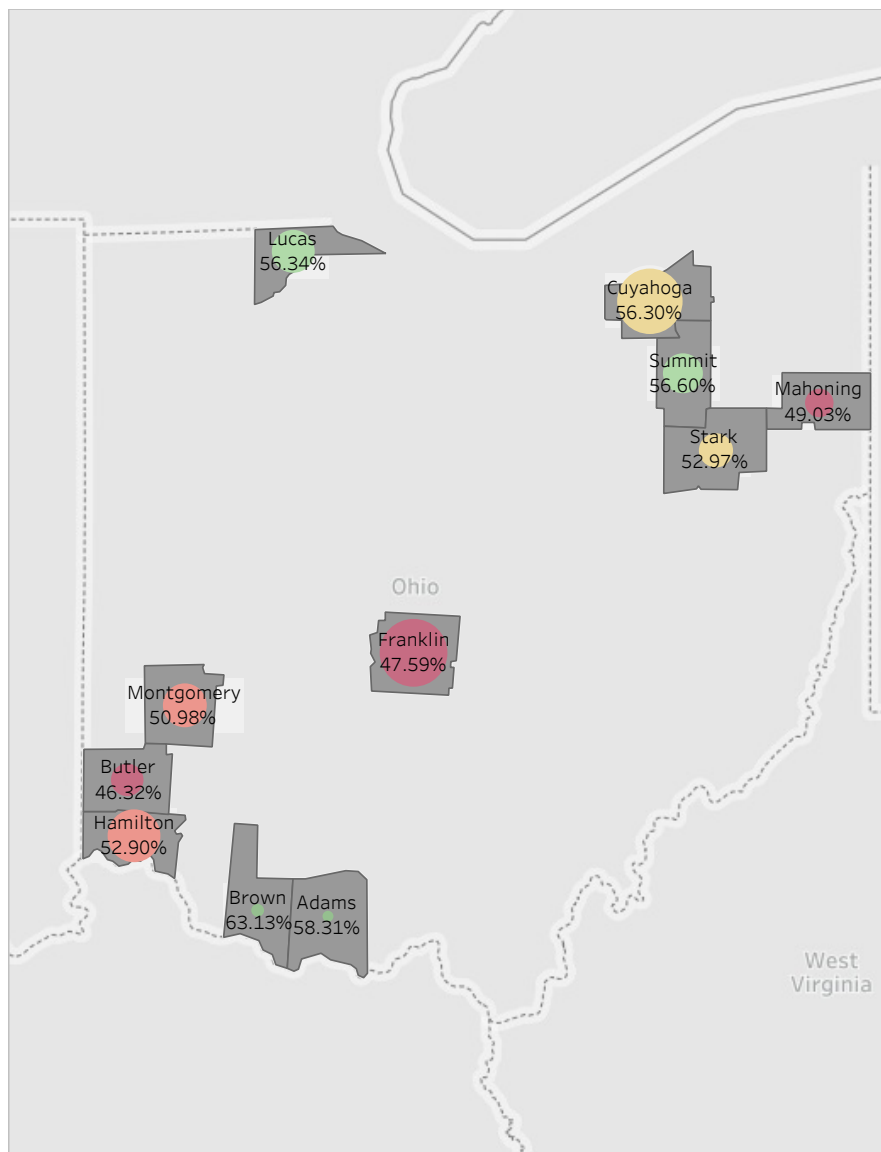 Lucas
56.34%
Cuyahoga
56.30%
Summit
56.60%
Mahoning
49.03%
Stark
52.97%
Ohio
Franklin
47.59%
Montgomery
50.98%
Butler
46.32%
Hamilton
52.90%
Brown
63.13%
Adams
58.31%
West
Virginia